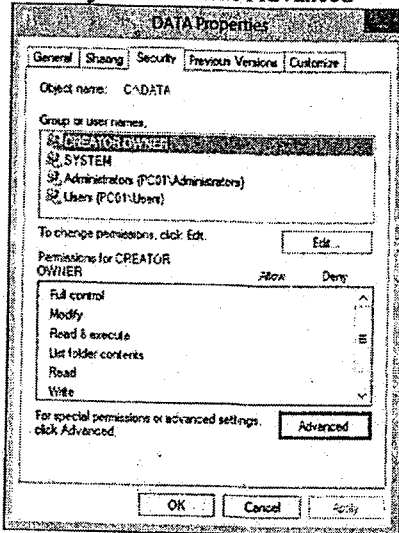 Advanced
DATA Properties
General Sharing Security Previous Versions Customize
Object name: C:\DATA
Group or user names:
CREATOR OWNER
SYSTEM
Administrators (PC01\Administrators)
Users (PC01\Users)
To change permissions, click Edit.
Edit...
Permissions for CREATOR
OWNER Allow Deny
Full control
Modify
Read & execute
List folder contents
Read
Write
For special permissions or advanced settings,
click Advanced.
Advanced
OK Cancel Apply